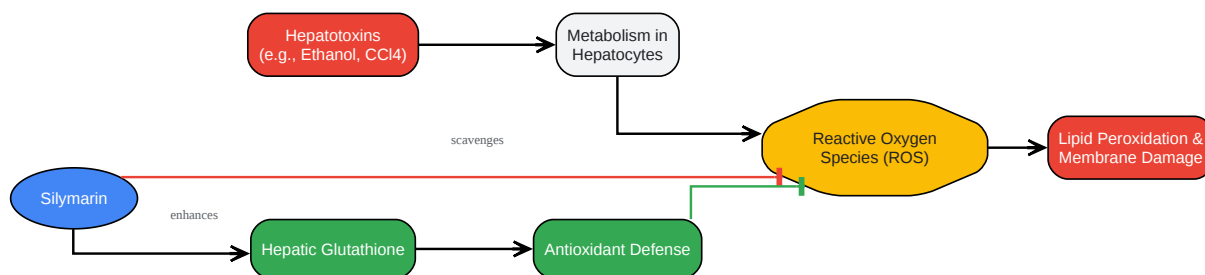 Hepatotoxins
(e.g., Ethanol, CCl4)
Metabolism in
Hepatocytes
scavenges
Reactive Oxygen
Species (ROS)
Lipid Peroxidation &
Membrane Damage
Silymarin
enhances
Hepatic Glutathione
Antioxidant Defense